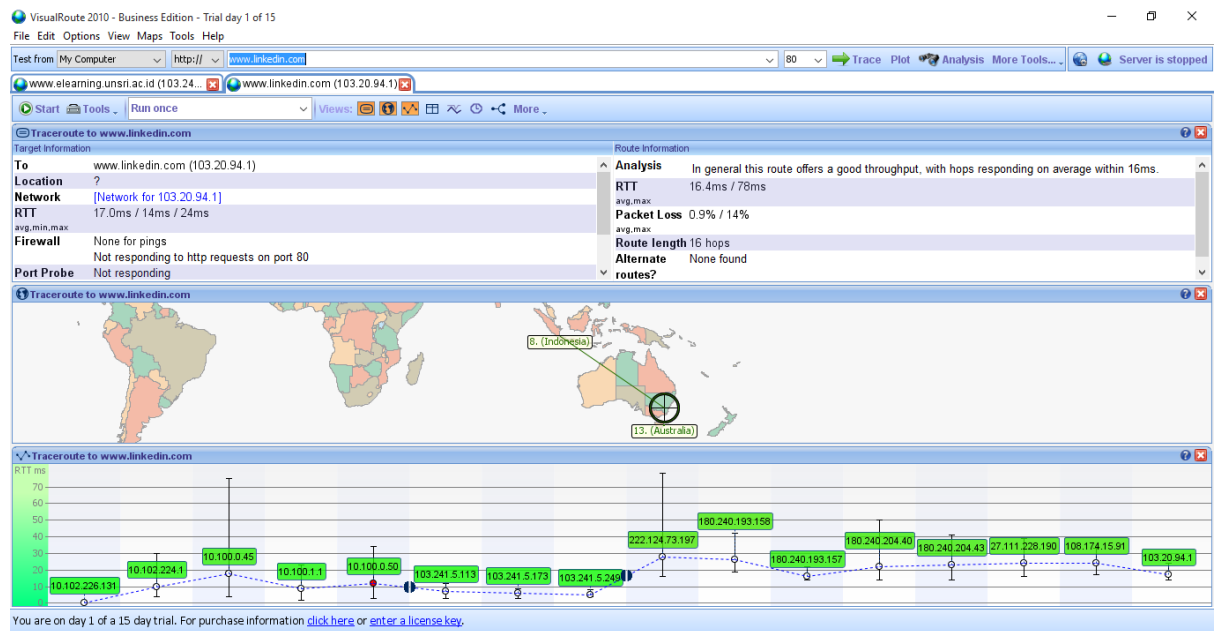 VisualRoute 2010 - Business Edition - Trial day 1 of 15
File Edit Options View Maps Tools Help
Test from My Computer http:// www.linkedin.com 80 Trace Plot Analysis More Tools... Server is stopped
www.elearning.unsri.ac.id (103.24... www.linkedin.com (103.20.94.1)
Start Tools Run once Views: More
Traceroute to www.linkedin.com
Target Information
To www.linkedin.com (103.20.94.1)
Location ?
Network [Network for 103.20.94.1]
RTT 17.0ms / 14ms / 24ms
avg,min,max
Firewall None for pings
Not responding to http requests on port 80
Port Probe Not responding
Route Information
Analysis In general this route offers a good throughput, with hops responding on average within 16ms.
RTT 16.4ms / 78ms
avg,max
Packet Loss 0.9% / 14%
avg,max
Route length 16 hops
Alternate None found
routes?
Traceroute to www.linkedin.com
8. (Indonesia)
13. (Australia)
Traceroute to www.linkedin.com
RTT ms
70
60
50
40
30
20
10
0
10.102.226.131
10.102.224.1
10.100.0.45
10.100.1.1
10.100.0.50
103.241.5.113
103.241.5.173
103.241.5.249
222.124.73.197
180.240.193.158
180.240.193.157
180.240.204.40
180.240.204.43
27.111.228.190
108.174.15.91
103.20.94.1
You are on day 1 of a 15 day trial. For purchase information click here or enter a license key.